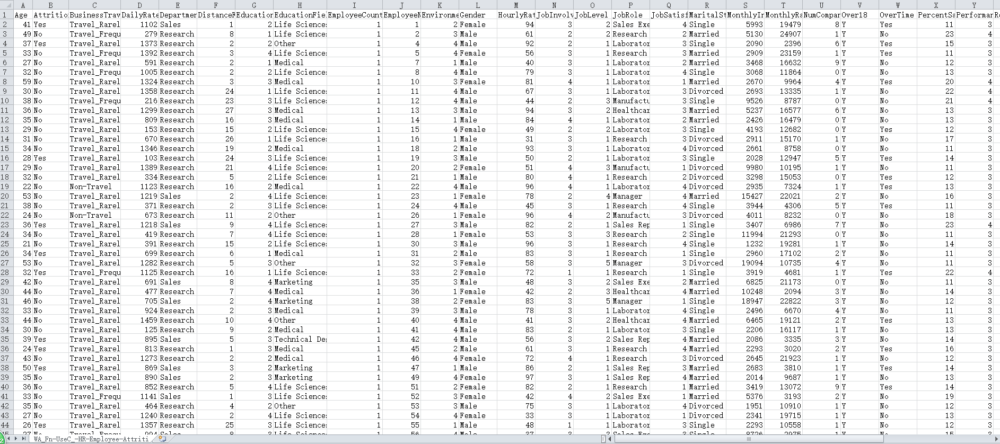 A B C D E F G H I J K L M N O P Q R S T U V W X Y
1 Age Attritio BusinessTrav DailyRate Departmen DistanceF Education EducationFie EmployeeCount EmployeeN Environme Gender HourlyRat JobInvolv JobLevel JobRole JobSatisf MaritalSt MonthlyIn MonthlyRa NumCompan Over18 OverTime PercentSa Performan Re
2 41 Yes Travel_Rarel 1102 Sales 1 2 Life Science 1 1 2 Female 94 3 2 Sales Exe 4 Single 5993 19479 8 Y Yes 11 3
3 49 No Travel_Frequ 279 Research 8 1 Life Science 1 2 3 Male 61 2 2 Research 2 Married 5130 24907 1 Y No 23 4
4 37 Yes Travel_Rarel 1373 Research 2 2 Other 1 4 4 Male 92 2 1 Laborator 3 Single 2090 2396 6 Y Yes 15 3
5 33 No Travel_Frequ 1392 Research 3 4 Life Science 1 5 4 Female 56 3 1 Research 3 Married 2909 23159 1 Y Yes 11 3
6 27 No Travel_Rarel 591 Research 2 1 Medical 1 7 1 Male 40 3 1 Laborator 2 Married 3468 16632 9 Y No 12 3
7 32 No Travel_Frequ 1005 Research 2 2 Life Science 1 8 4 Male 79 3 1 Laborator 4 Single 3068 11864 0 Y No 13 3
8 59 No Travel_Rarel 1324 Research 3 3 Medical 1 10 3 Female 81 4 1 Laborator 1 Married 2670 9964 4 Y Yes 20 4
9 30 No Travel_Rarel 1358 Research 24 1 Life Science 1 11 4 Male 67 3 1 Laborator 3 Divorced 2693 13335 1 Y No 22 4
10 38 No Travel_Frequ 216 Research 23 3 Life Science 1 12 4 Male 44 2 3 Manufactu 3 Single 9526 8787 0 Y No 21 4
11 36 No Travel_Rarel 1299 Research 27 3 Medical 1 13 3 Male 94 3 2 Healthcar 3 Married 5237 16577 6 Y No 13 3
12 35 No Travel_Rarel 809 Research 16 3 Medical 1 14 1 Male 84 4 1 Laborator 2 Married 2426 16479 0 Y No 13 3
13 29 No Travel_Rarel 153 Research 15 2 Life Science 1 15 4 Female 49 2 2 Laborator 3 Single 4193 12682 0 Y Yes 12 3
14 31 No Travel_Rarel 670 Research 26 1 Life Science 1 16 1 Male 31 3 1 Research 3 Divorced 2911 15170 1 Y No 17 3
15 34 No Travel_Rarel 1346 Research 19 2 Medical 1 18 2 Male 93 3 1 Laborator 4 Divorced 2661 8758 0 Y No 11 3
16 28 Yes Travel_Rarel 103 Research 24 3 Life Science 1 19 3 Male 50 2 1 Laborator 3 Single 2028 12947 5 Y Yes 14 3
17 29 No Travel_Rarel 1389 Research 21 4 Life Science 1 20 2 Female 51 4 3 Manufactu 1 Divorced 9980 10195 1 Y No 11 3
18 32 No Travel_Rarel 334 Research 5 2 Life Science 1 21 1 Male 80 4 1 Research 2 Divorced 3298 15053 0 Y Yes 12 3
19 22 No Non-Travel 1123 Research 16 2 Medical 1 22 4 Male 96 4 1 Laborator 4 Divorced 2935 7324 1 Y Yes 13 3
20 53 No Travel_Rarel 1219 Sales 2 4 Life Science 1 23 1 Female 78 2 4 Manager 4 Married 15427 22021 2 Y No 16 3
21 38 No Travel_Rarel 371 Research 2 3 Life Science 1 24 4 Male 45 3 1 Research 4 Single 3944 4306 5 Y Yes 11 3
22 24 No Non-Travel 673 Research 11 2 Other 1 26 1 Female 96 4 2 Manufactu 3 Divorced 4011 8232 0 Y No 18 3
23 36 Yes Travel_Rarel 1218 Sales 9 4 Life Science 1 27 3 Male 82 2 1 Sales Rep 1 Single 3407 6986 7 Y No 23 4
24 34 No Travel_Rarel 419 Research 7 4 Life Science 1 28 1 Female 53 3 3 Research 2 Single 11994 21293 0 Y No 11 3
25 21 No Travel_Rarel 391 Research 15 2 Life Science 1 30 3 Male 96 3 1 Research 4 Single 1232 19281 1 Y No 14 3
26 34 Yes Travel_Rarel 699 Research 6 1 Medical 1 31 2 Male 83 3 1 Research 1 Single 2960 17102 2 Y No 11 3
27 53 No Travel_Rarel 1282 Research 5 3 Other 1 32 3 Female 58 3 5 Manager 3 Divorced 19094 10735 4 Y No 11 3
28 32 Yes Travel_Frequ 1125 Research 16 1 Life Science 1 33 2 Female 72 1 1 Research 1 Single 3919 4681 1 Y Yes 22 4
29 42 No Travel_Rarel 691 Sales 8 4 Marketing 1 35 3 Male 48 3 2 Sales Exe 2 Married 6825 21173 0 Y No 11 3
30 44 No Travel_Rarel 477 Research 7 4 Medical 1 36 1 Female 42 2 3 Healthcar 4 Married 10248 2094 3 Y No 14 3
31 46 No Travel_Rarel 705 Sales 2 4 Marketing 1 38 2 Female 83 3 5 Manager 1 Single 18947 22822 3 Y No 12 3
32 33 No Travel_Rarel 924 Research 2 3 Medical 1 39 3 Male 78 3 1 Laborator 4 Single 2496 6670 4 Y No 11 3
33 44 No Travel_Rarel 1459 Research 10 4 Other 1 40 4 Male 41 3 2 Healthcar 4 Married 6465 19121 2 Y Yes 13 3
34 30 No Travel_Rarel 125 Research 9 2 Medical 1 41 4 Male 83 2 1 Laborator 3 Single 2206 16117 1 Y No 13 3
35 39 Yes Travel_Rarel 895 Sales 5 3 Technical De 1 42 4 Male 56 3 2 Sales Rep 4 Married 2086 3335 3 Y No 14 3
36 24 Yes Travel_Rarel 813 Research 1 3 Medical 1 45 2 Male 61 3 1 Research 4 Married 2293 3020 2 Y Yes 16 3
37 43 No Travel_Rarel 1273 Research 2 2 Medical 1 46 4 Female 72 4 1 Research 3 Divorced 2645 21923 1 Y No 12 3
38 50 Yes Travel_Rarel 869 Sales 3 2 Marketing 1 47 1 Male 86 2 1 Sales Rep 3 Married 2683 3810 1 Y Yes 14 3
39 35 No Travel_Rarel 890 Sales 2 3 Marketing 1 49 4 Female 97 3 1 Sales Rep 4 Married 2014 9687 1 Y No 13 3
40 36 No Travel_Rarel 852 Research 5 4 Life Science 1 51 2 Female 82 2 1 Research 1 Married 3419 13072 9 Y Yes 14 3
41 33 No Travel_Frequ 1141 Sales 1 3 Life Science 1 52 3 Female 42 4 2 Sales Exe 1 Married 5376 3193 2 Y No 19 3
42 35 No Travel_Rarel 464 Research 4 2 Other 1 53 3 Male 75 3 1 Laborator 4 Divorced 1951 10910 1 Y No 12 3
43 27 No Travel_Rarel 1240 Research 2 4 Life Science 1 54 4 Female 33 3 1 Laborator 1 Divorced 2341 19715 1 Y No 13 3
44 26 Yes Travel_Rarel 1357 Research 25 3 Life Science 1 55 1 Male 48 1 1 Laborator 3 Single 2293 10558 1 Y No 12 3
WA_Fn-UseC_-HR-Employee-Attriti